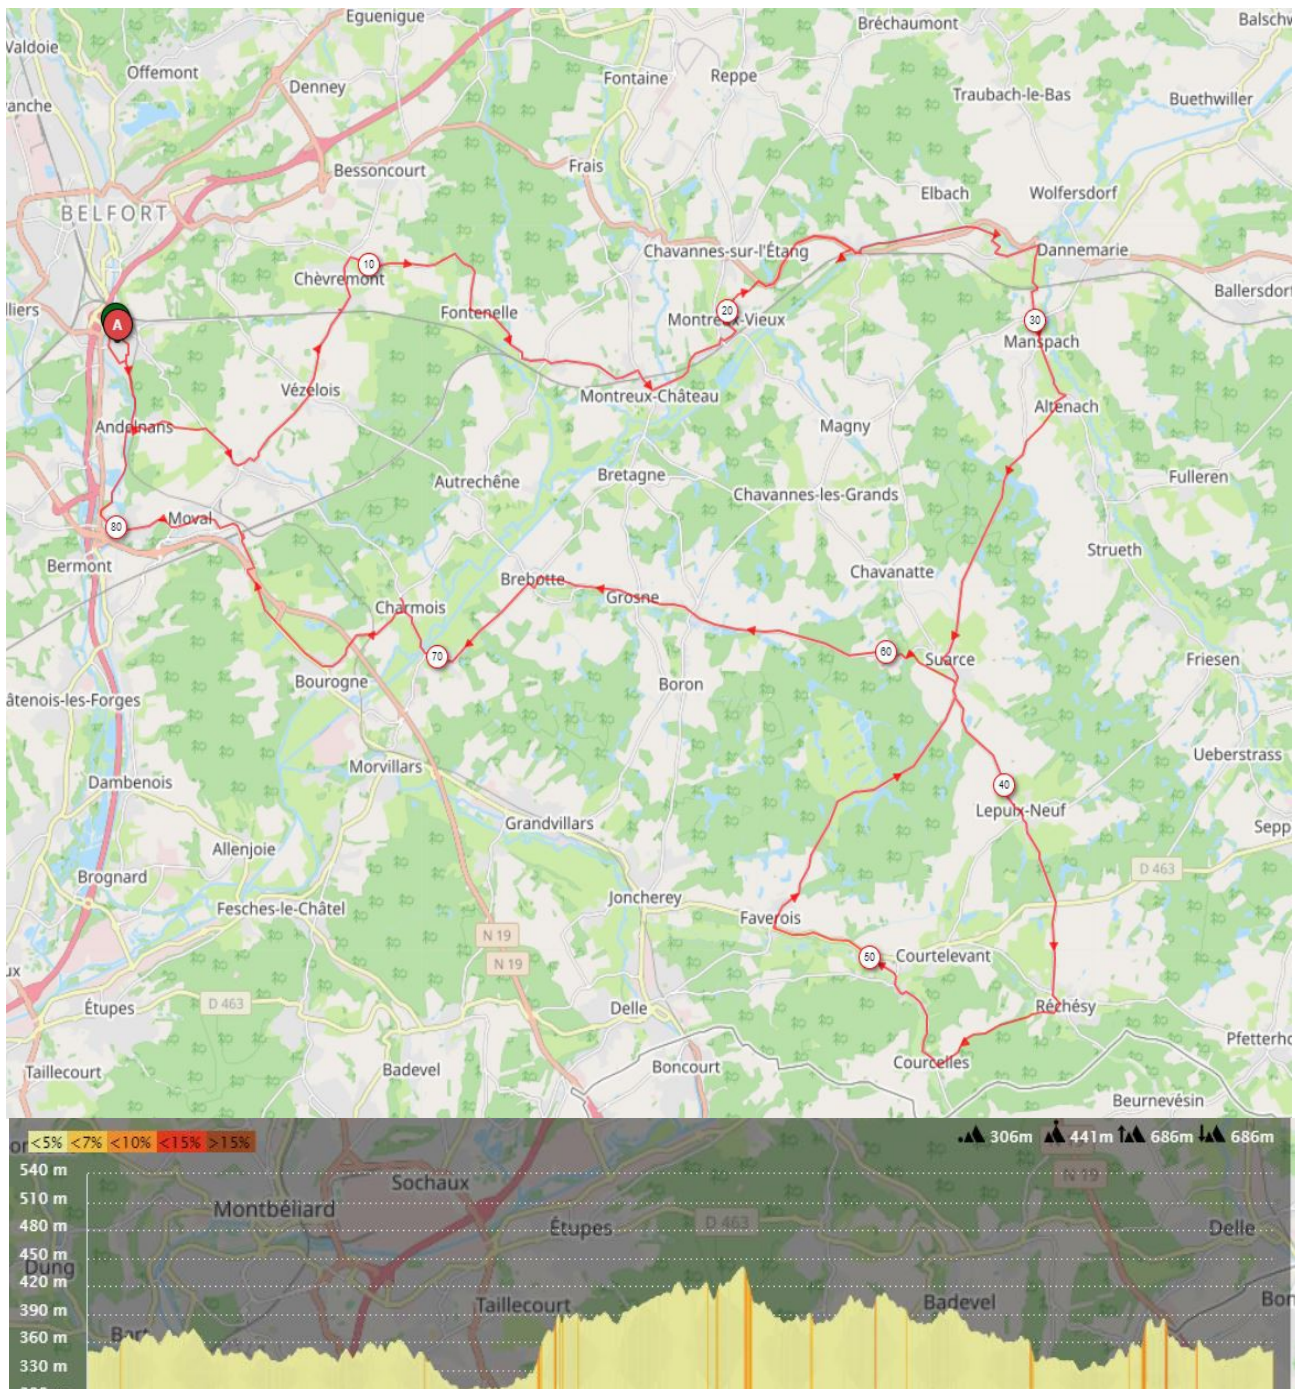 Eguenigue
Bréchaumont
Valdoie
Offemont
Denney
Fontaine
Reppe
Traubach-le-Bas
Buethwiller
Bessoncourt
Frais
Elbach
Wolfersdorf
BELFORT
Chavannes-sur-l'Étang
Dannemarie
10
Chèvremont
Ballersdorf
A
Fontenelle
20
Montreux-Vieux
30
Manspach
Vézelois
Montreux-Château
Altenach
Andelnans
Magny
Autrechêne
Bretagne
Chavannes-les-Grands
Fulleren
80
Moval
Bermont
Strueth
Chavanatte
Brebotte
Grosne
Charmois
70
60
Suarce
Friesen
Bourogne
Boron
âtenois-les-Forges
Ueberstrass
Morvillars
Dambenois
40
Lepuix-Neuf
Grandvillars
Sepp
Allenjoie
Brognard
D 463
Joncherey
Fesches-le-Châtel
Faverois
N 19
50
Courtelevant
N 19
Étupes
D 463
Delle
Réchésy
Pfetterho
Taillecourt
Badevel
Boncourt
Courcelles
Beurnevésin
<5% <7% <10% <15% >15%
306m 441m 686m 686m
540 m
N 19
Sochaux
510 m
Montbéliard
Étupes
D 463
Delle
480 m
450 m
Dung
420 m
Taillecourt
Badevel
390 m
Bart
360 m
330 m